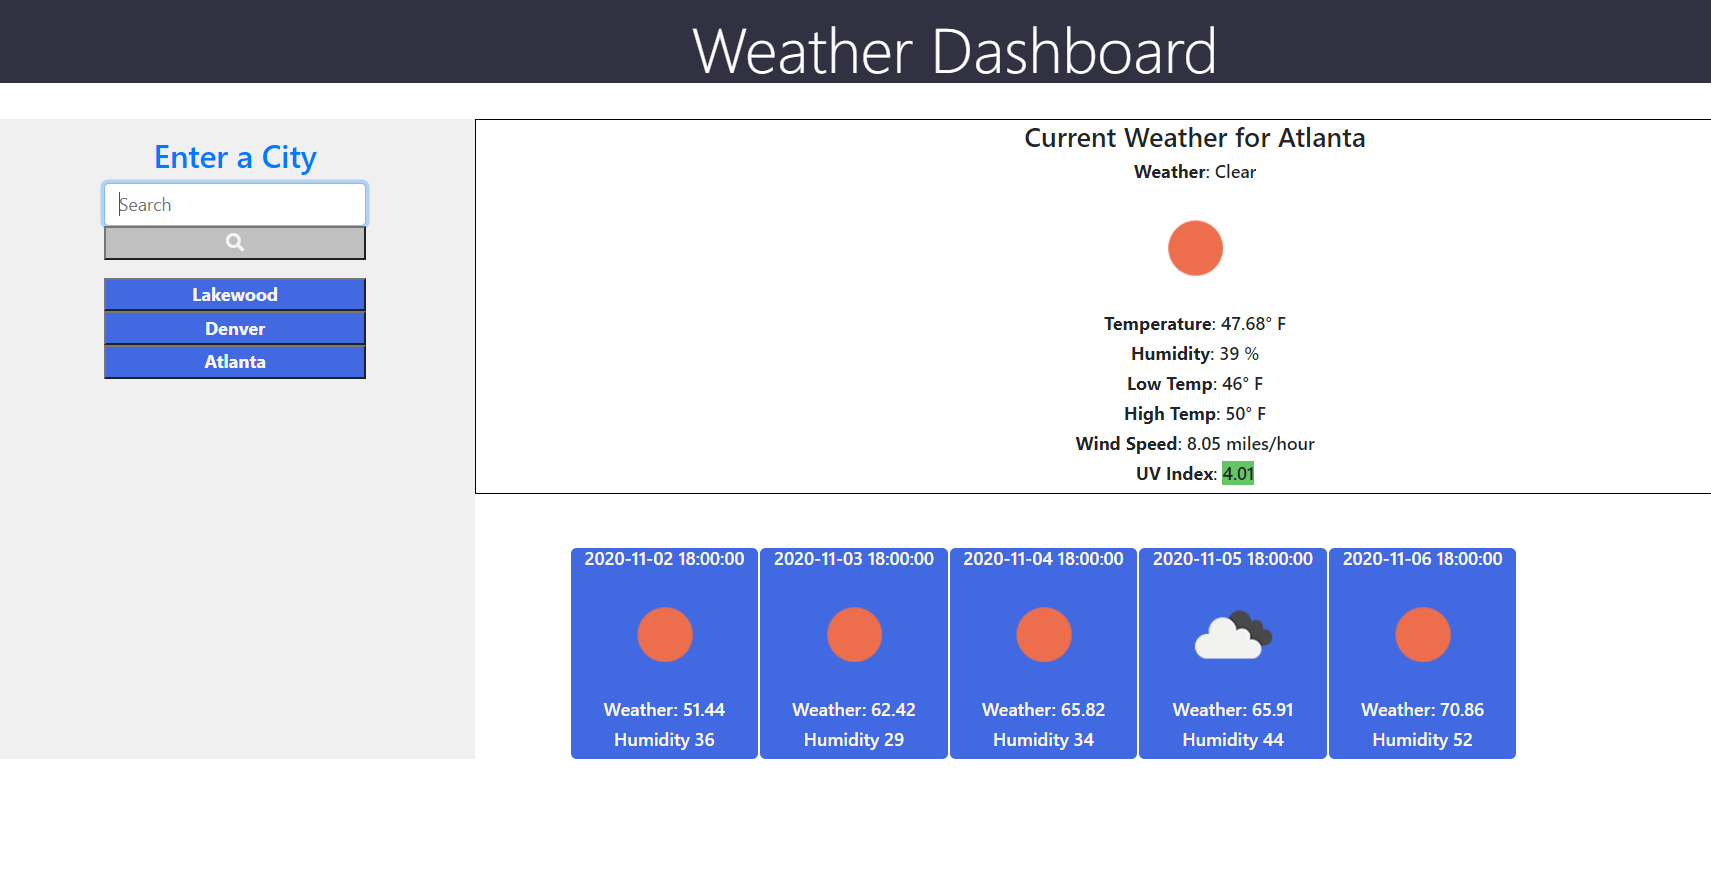 Weather Dashboard
Enter a City
Search
Lakewood
Denver
Atlanta
Current Weather for Atlanta
Weather: Clear
Temperature: 47.68° F
Humidity: 39 %
Low Temp: 46° F
High Temp: 50° F
Wind Speed: 8.05 miles/hour
UV Index: 4.01
2020-11-02 18:00:00
Weather: 51.44
Humidity 36
2020-11-03 18:00:00
Weather: 62.42
Humidity 29
2020-11-04 18:00:00
Weather: 65.82
Humidity 34
2020-11-05 18:00:00
Weather: 65.91
Humidity 44
2020-11-06 18:00:00
Weather: 70.86
Humidity 52